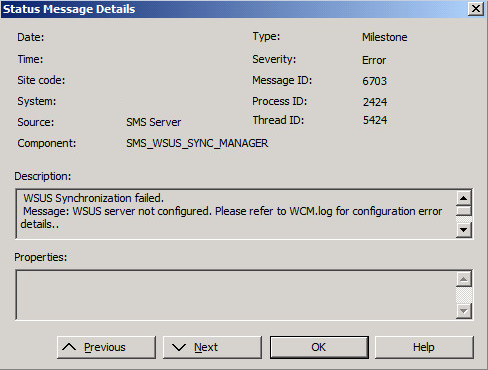 Status Message Details
Date: Type: Milestone
Time: Severity: Error
Site code: Message ID: 6703
System: Process ID: 2424
Source: SMS Server Thread ID: 5424
Component: SMS_WSUS_SYNC_MANAGER
Description:
WSUS Synchronization failed.
Message: WSUS server not configured. Please refer to WCM.log for configuration error
details..
Properties:
Previous Next OK Help